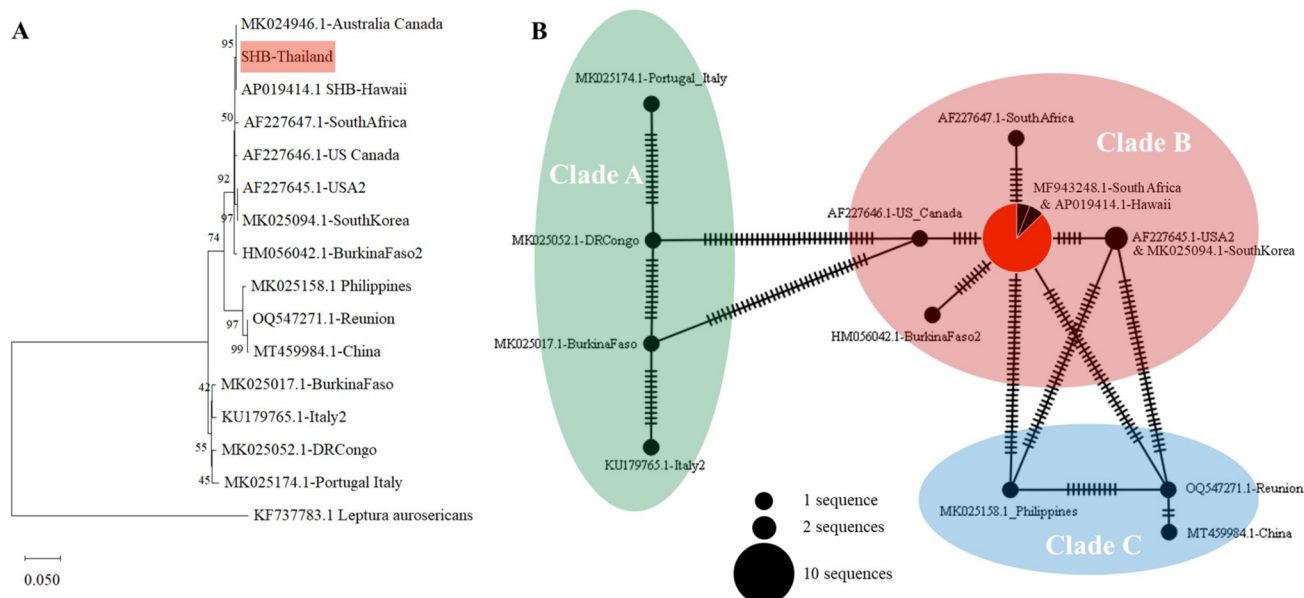 A
MK024946.1-Australia Canada
95
SHB-Thailand
AP019414.1 SHB-Hawaii
50
AF227647.1-SouthAfrica
AF227646.1-US Canada
92
AF227645.1-USA2
97
MK025094.1-SouthKorea
74
HM056042.1-BurkinaFaso2
MK025158.1 Philippines
97
OQ547271.1-Reunion
99
MT459984.1-China
42
MK025017.1-BurkinaFaso
KU179765.1-Italy2
55
MK025052.1-DRCongo
45
MK025174.1-Portugal Italy
KF737783.1 Leptura aurosericans
0.050
B
MK025174.1-Portugal_Italy
Clade A
MK025052.1-DRCongo
MK025017.1-BurkinaFaso
KU179765.1-Italy2
AF227647.1-SouthAfrica
Clade B
MF943248.1-South Africa
& AP019414.1-Hawaii
AF227646.1-US_Canada
AF227645.1-USA2
& MK025094.1-SouthKorea
HM056042.1-BurkinaFaso2
MK025158.1_Philippines
OQ547271.1-Reunion
MT459984.1-China
Clade C
1 sequence
2 sequences
10 sequences